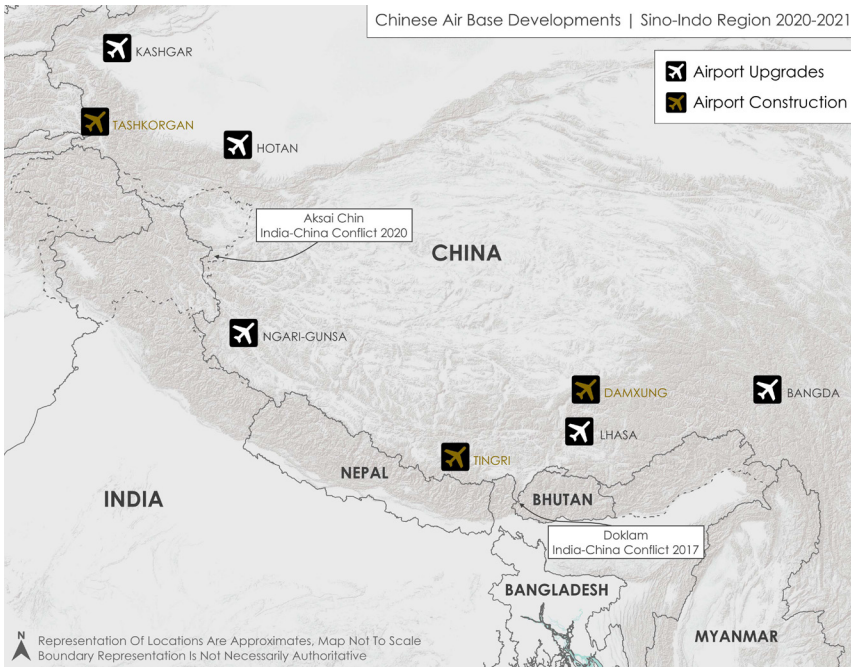 Chinese Air Base Developments | Sino-Indo Region 2020-2021
KASHGAR
Airport Upgrades
Airport Construction
TASHKORGAN
HOTAN
Aksai Chin
India-China Conflict 2020
CHINA
NGARI-GUNSA
DAMXUNG
BANGDA
LHASA
TINGRI
NEPAL
INDIA
BHUTAN
Doklam
India-China Conflict 2017
BANGLADESH
MYANMAR
N
Representation Of Locations Are Approximates, Map Not To Scale
Boundary Representation Is Not Necessarily Authoritative